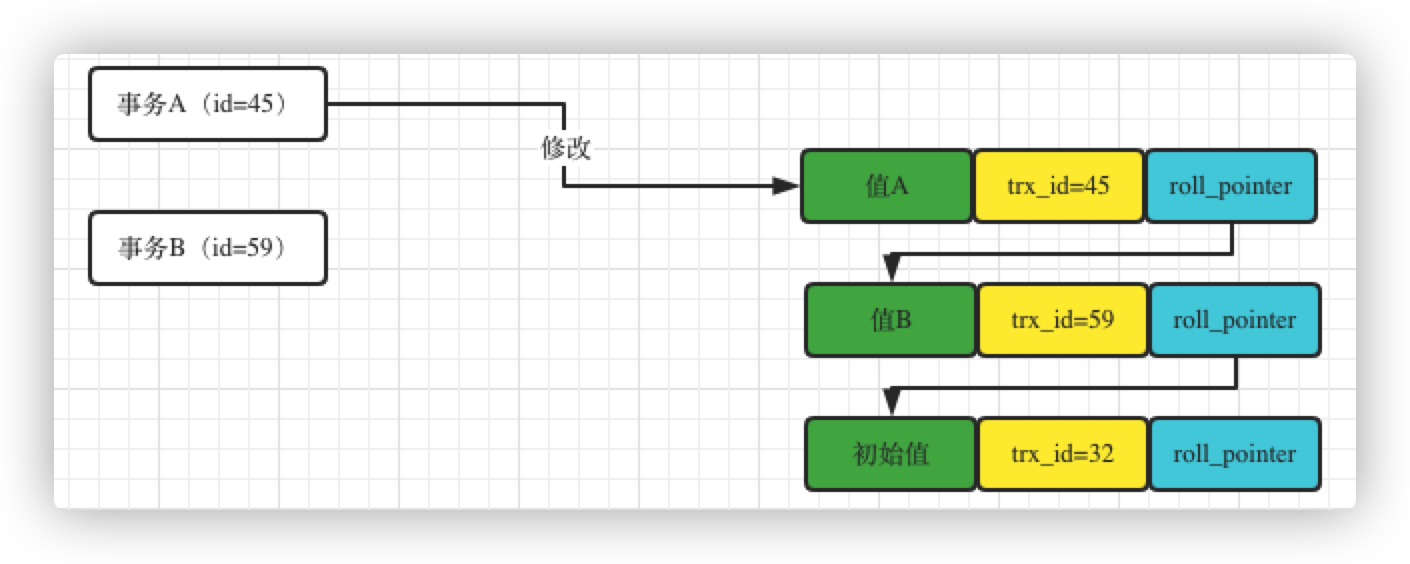 事务A（id=45）
修改
值A
trx_id=45
roll_pointer
事务B（id=59）
值B
trx_id=59
roll_pointer
初始值
trx_id=32
roll_pointer